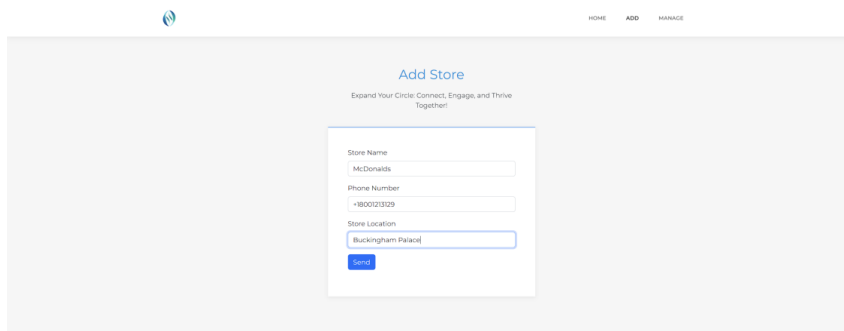 HOME ADD MANAGE
Add Store
Expand Your Circle: Connect, Engage, and Thrive
Together!
Store Name
McDonalds
Phone Number
+18001213129
Store Location
Buckingham Palace
Send